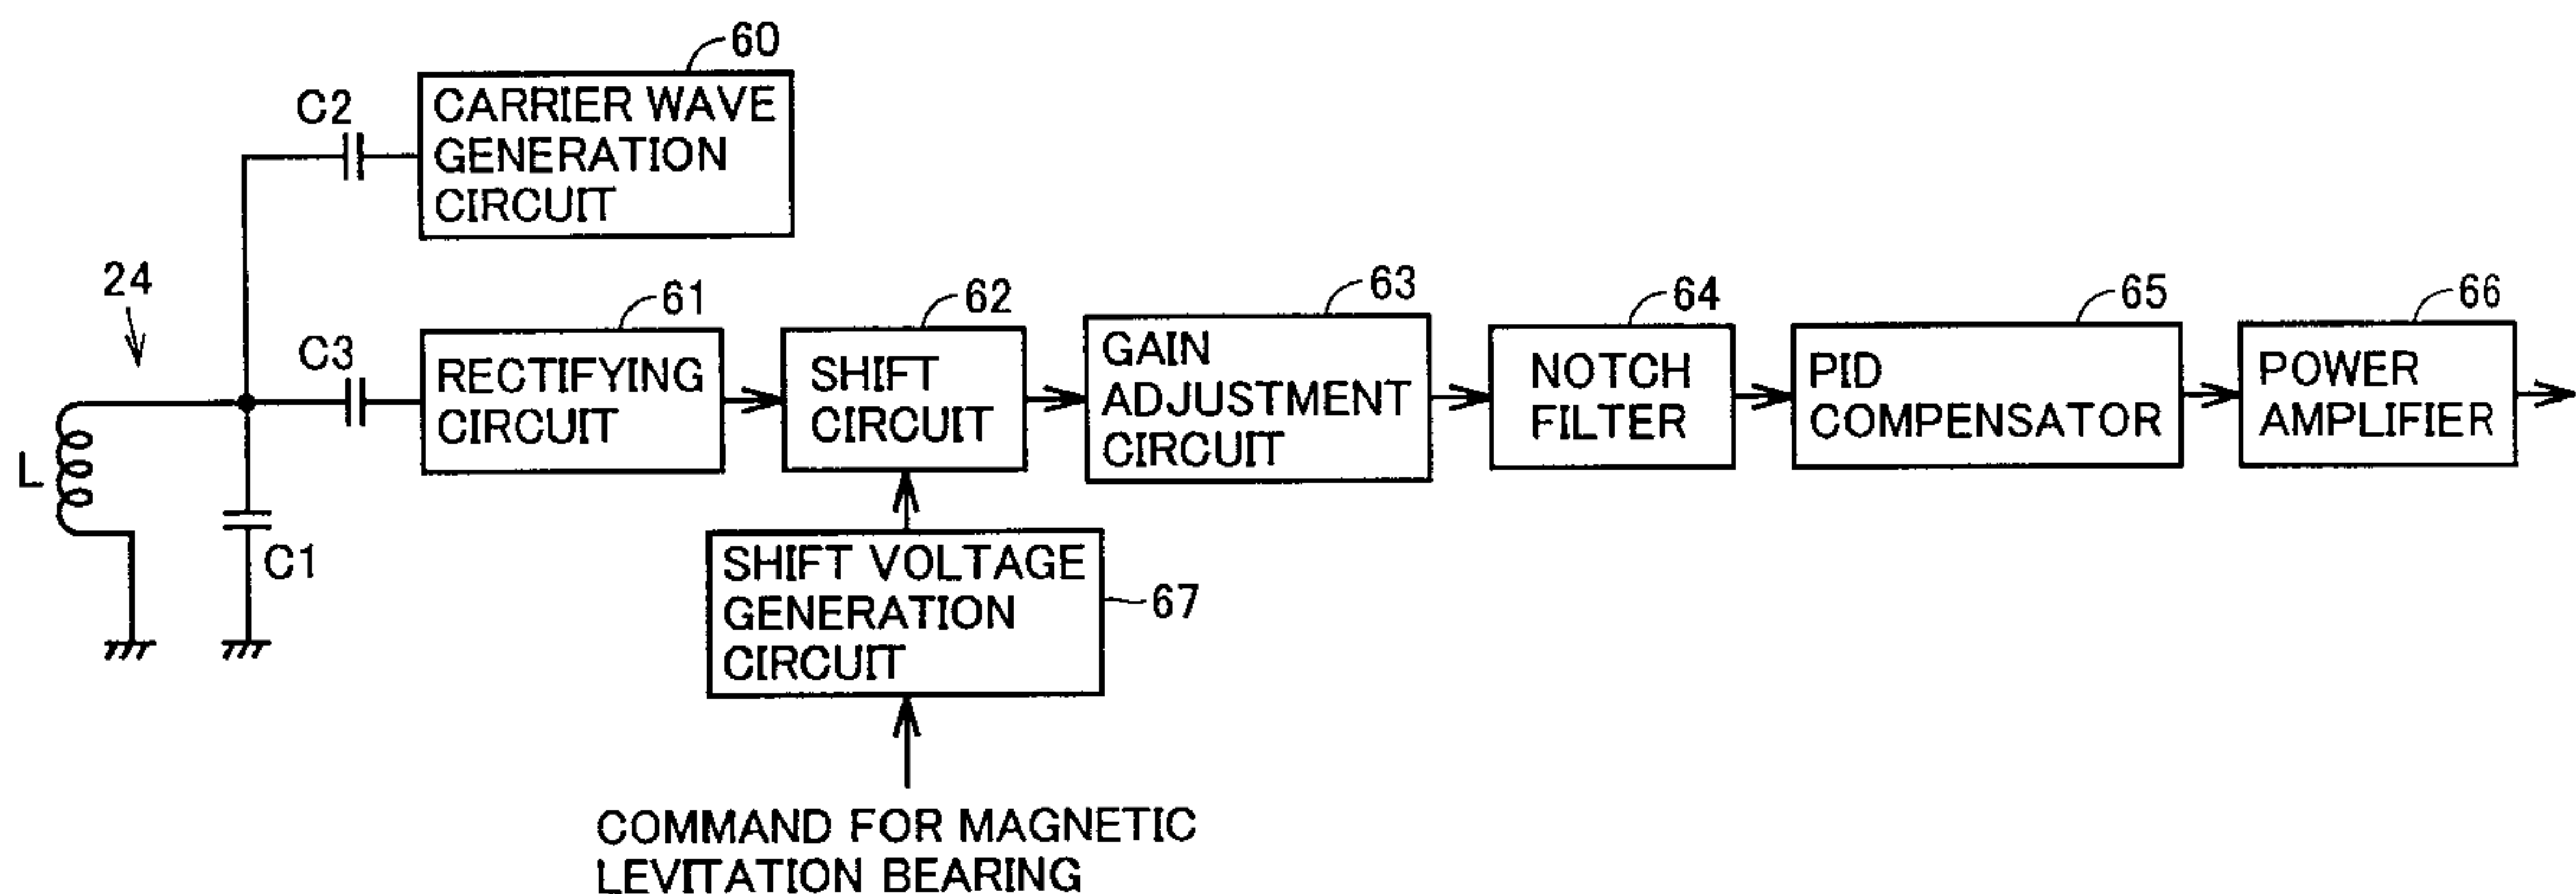 60
C2
CARRIER WAVE
GENERATION
CIRCUIT
24
61
62
63
64
65
66
C3
RECTIFYING
CIRCUIT
SHIFT
CIRCUIT
GAIN
ADJUSTMENT
CIRCUIT
NOTCH
FILTER
PID
COMPENSATOR
POWER
AMPLIFIER
L
C1
SHIFT VOLTAGE
GENERATION
CIRCUIT
67
COMMAND FOR MAGNETIC
LEVITATION BEARING